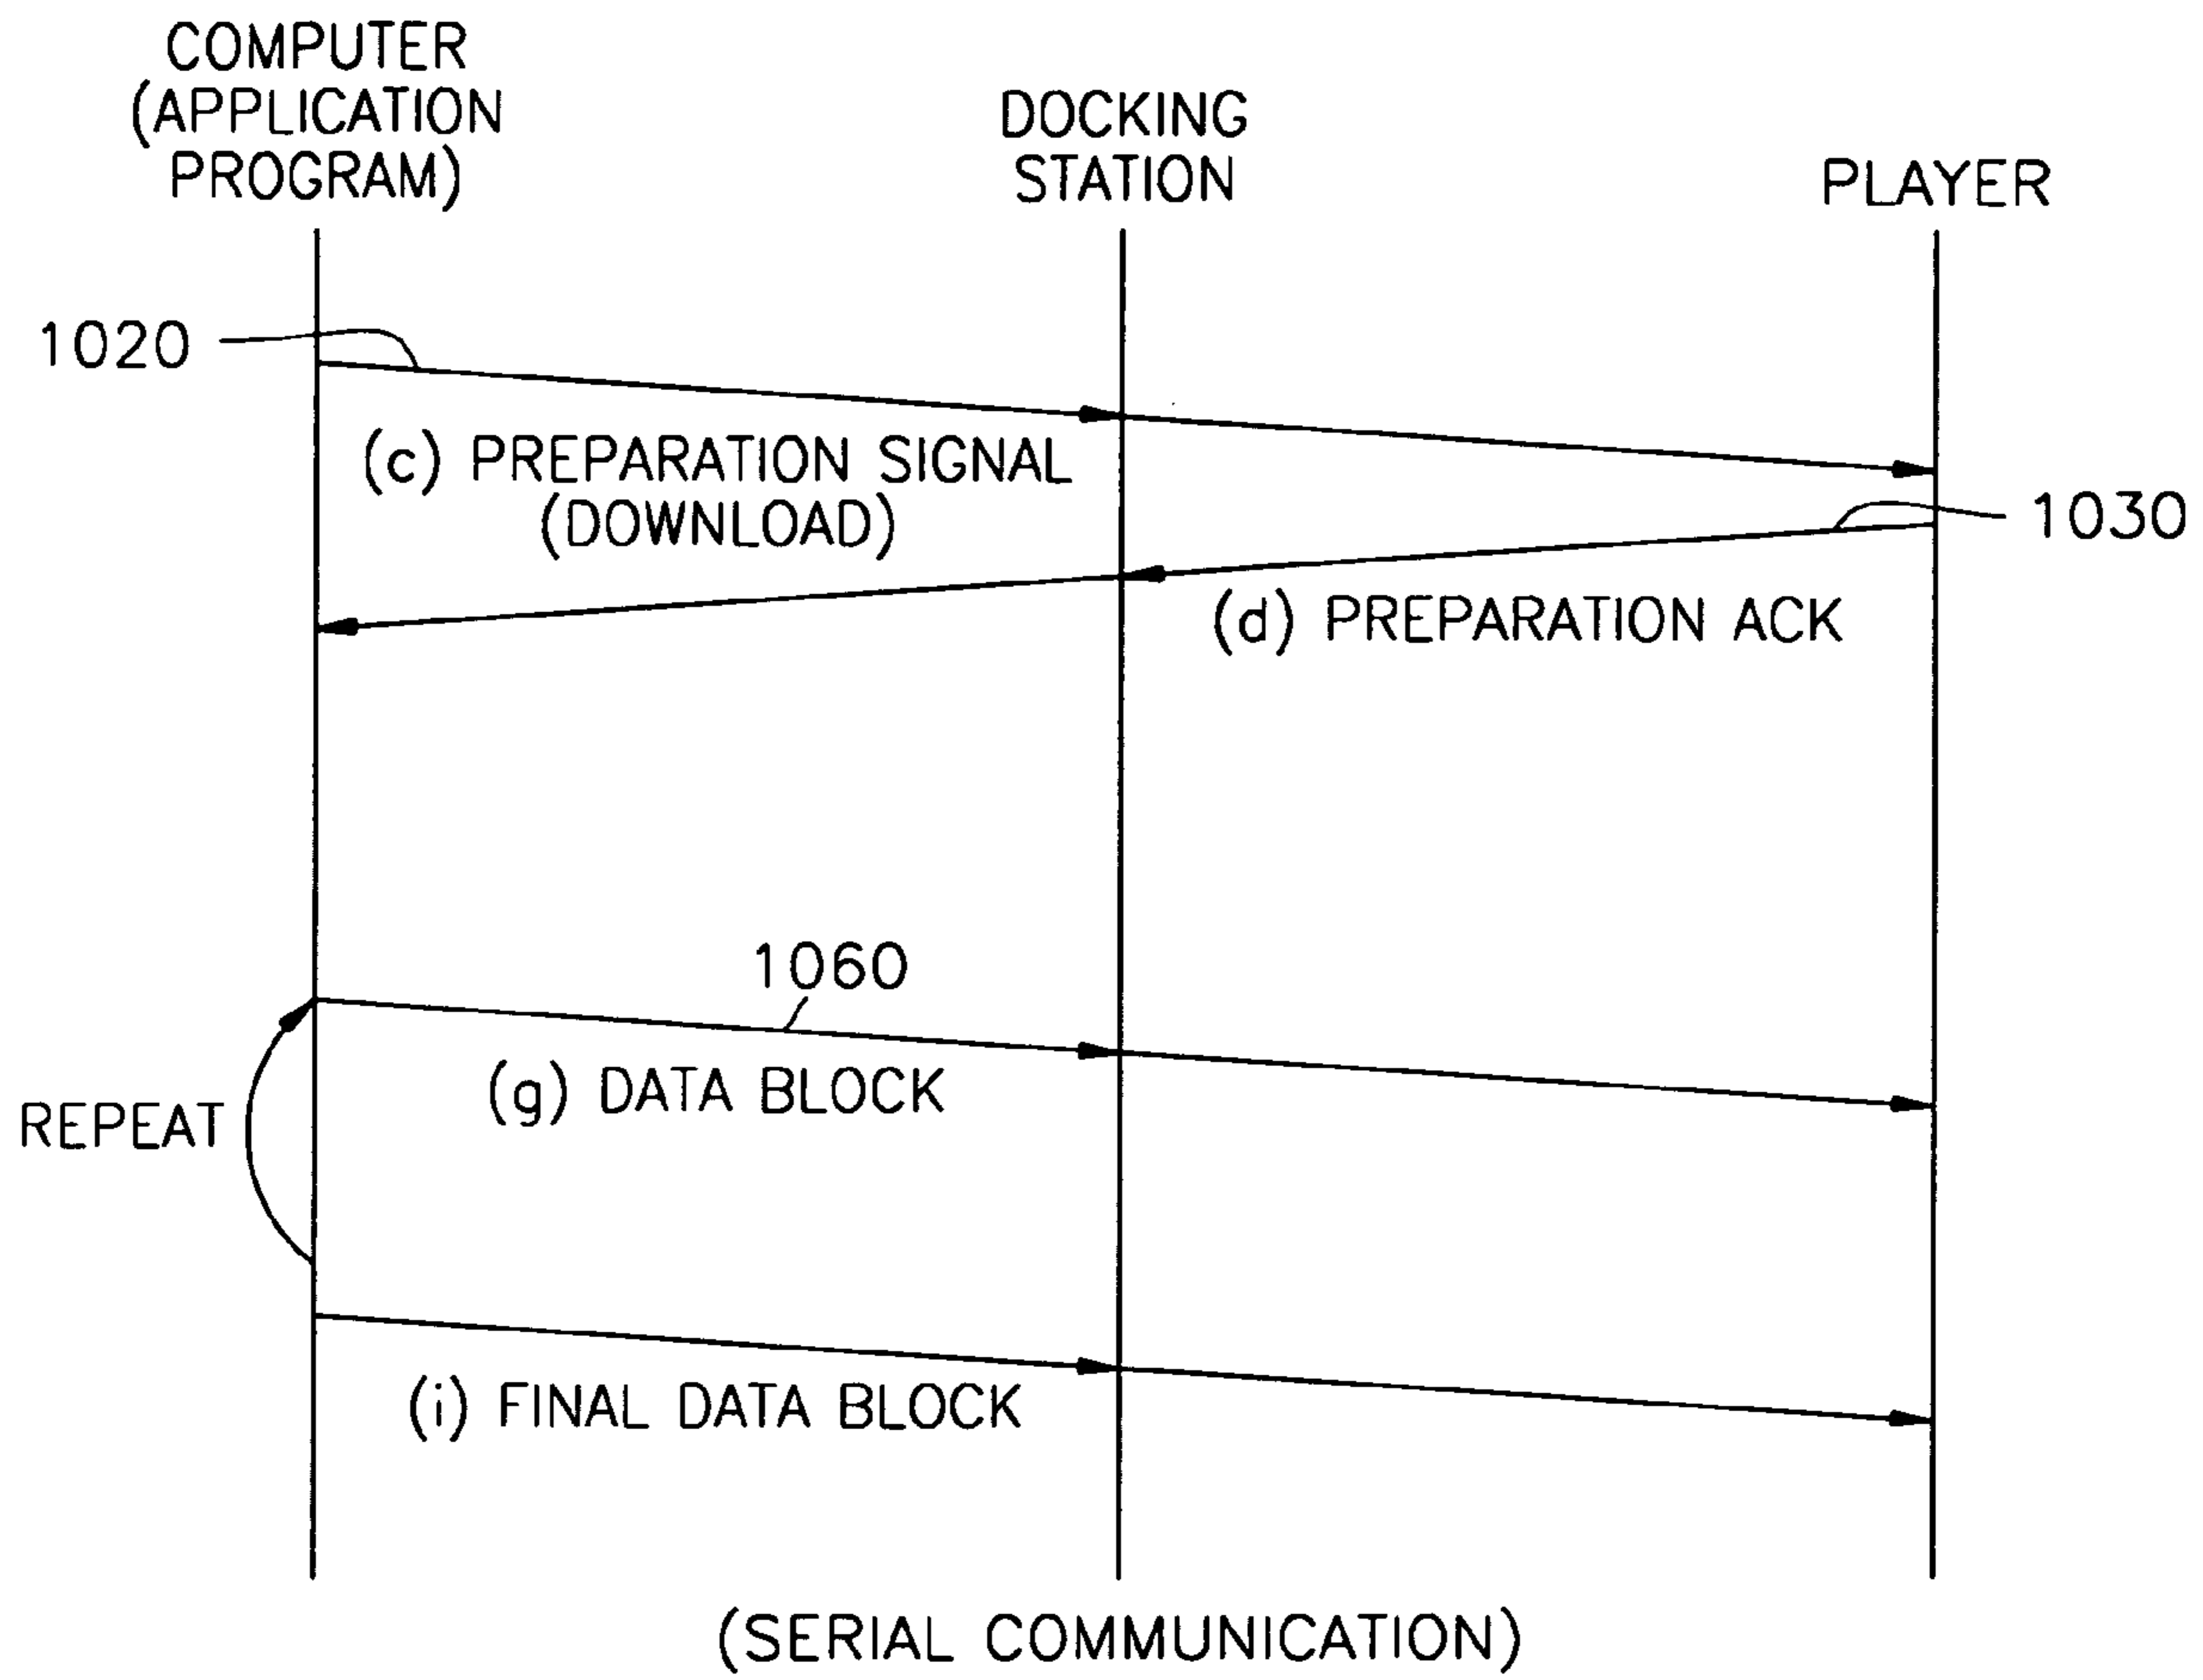 COMPUTER
(APPLICATION
PROGRAM)
DOCKING
STATION
PLAYER
1020
(c) PREPARATION SIGNAL
(DOWNLOAD)
1030
(d) PREPARATION ACK
1060
(g) DATA BLOCK
REPEAT
(i) FINAL DATA BLOCK
(SERIAL COMMUNICATION)